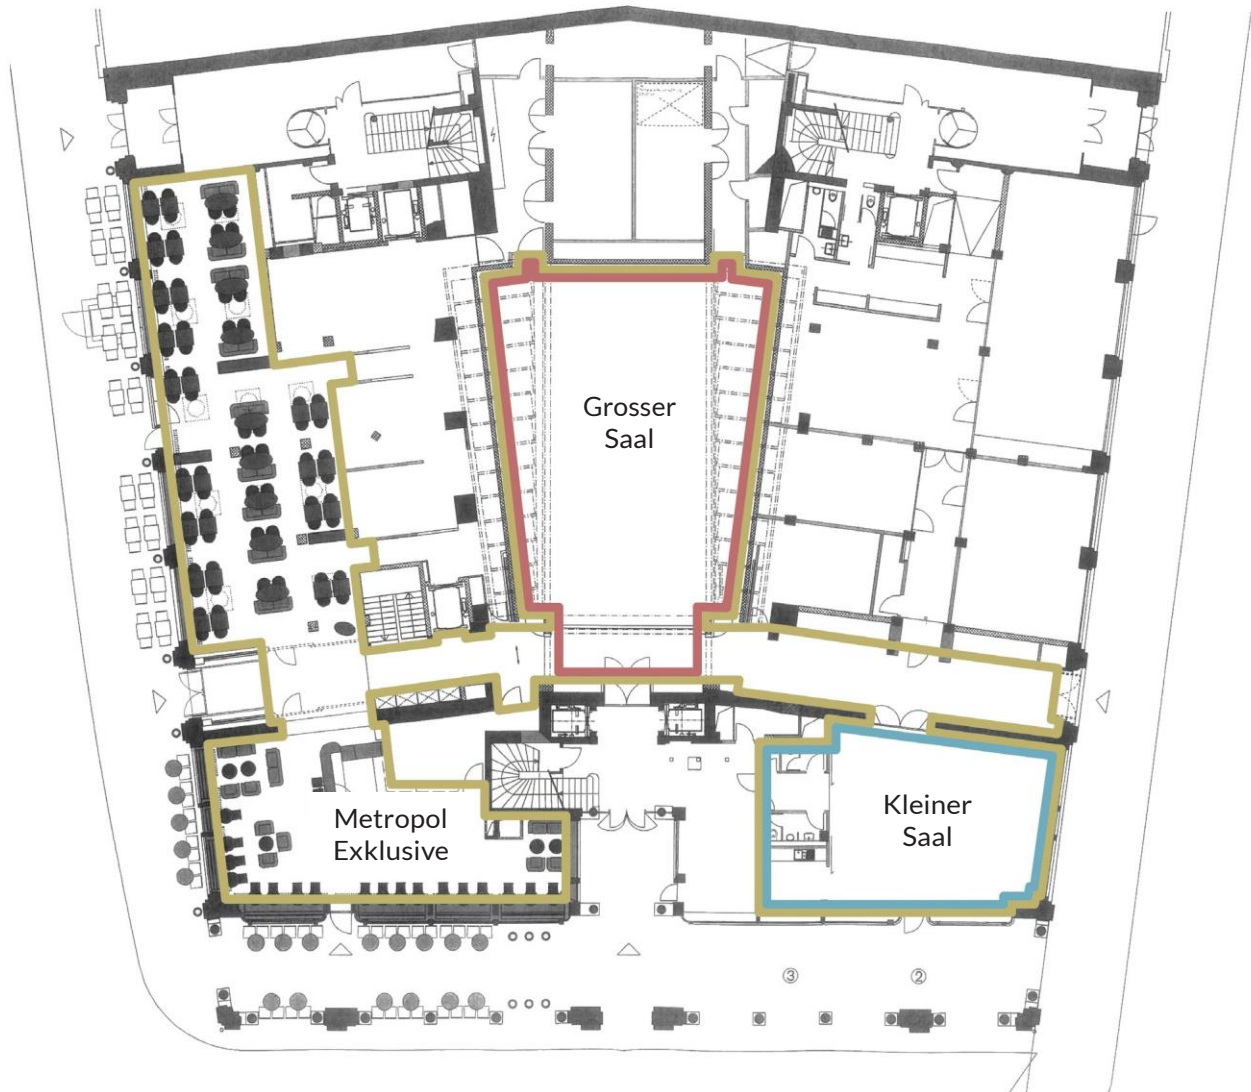 Grosser
Saal
Metropol
Exklusive
Kleiner
Saal
③
②